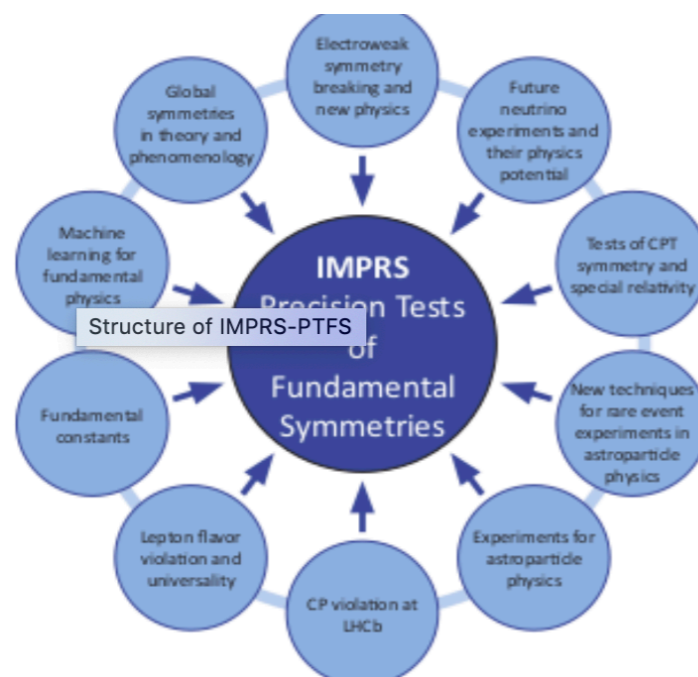 Electroweak
symmetry
breaking and
new physics
Future
neutrino
experiments and
their physics
potential
Tests of CPT
symmetry and
special relativity
New techniques
for rare event
experiments in
astroparticle
physics
Experiments for
astroparticle
physics
CP violation at
LHCb
Lepton flavor
violation and
universality
Fundamental
constants
Machine
learning for
fundamental
physics
Global
symmetries
in theory and
phenomenology
IMPRS
Precision Tests
of
Fundamental
Symmetries
Structure of IMPRS-PTFS